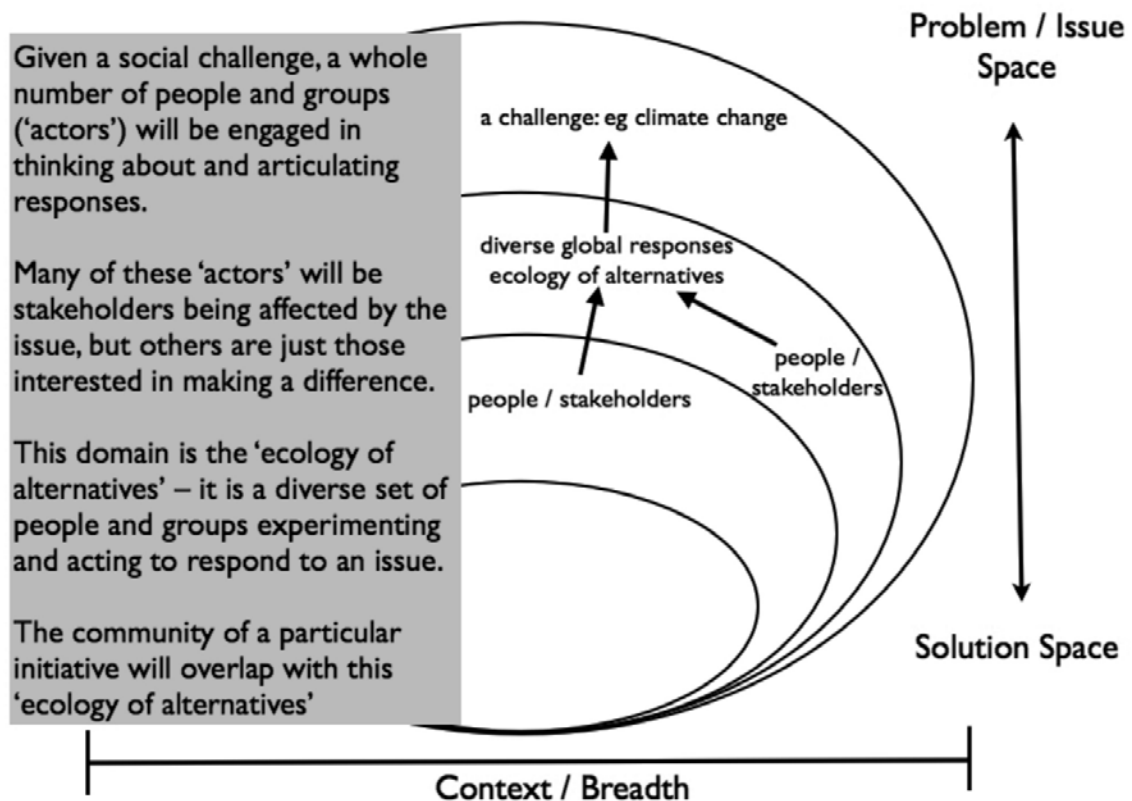 Given a social challenge, a whole
number of people and groups
(‘actors’) will be engaged in
thinking about and articulating
responses.
Many of these ‘actors’ will be
stakeholders being affected by the
issue, but others are just those
interested in making a difference.
This domain is the ‘ecology of
alternatives’ – it is a diverse set of
people and groups experimenting
and acting to respond to an issue.
The community of a particular
initiative will overlap with this
‘ecology of alternatives’
a challenge: eg climate change
diverse global responses
ecology of alternatives
people / stakeholders
people /
stakeholders
Problem / Issue
Space
Solution Space
Context / Breadth